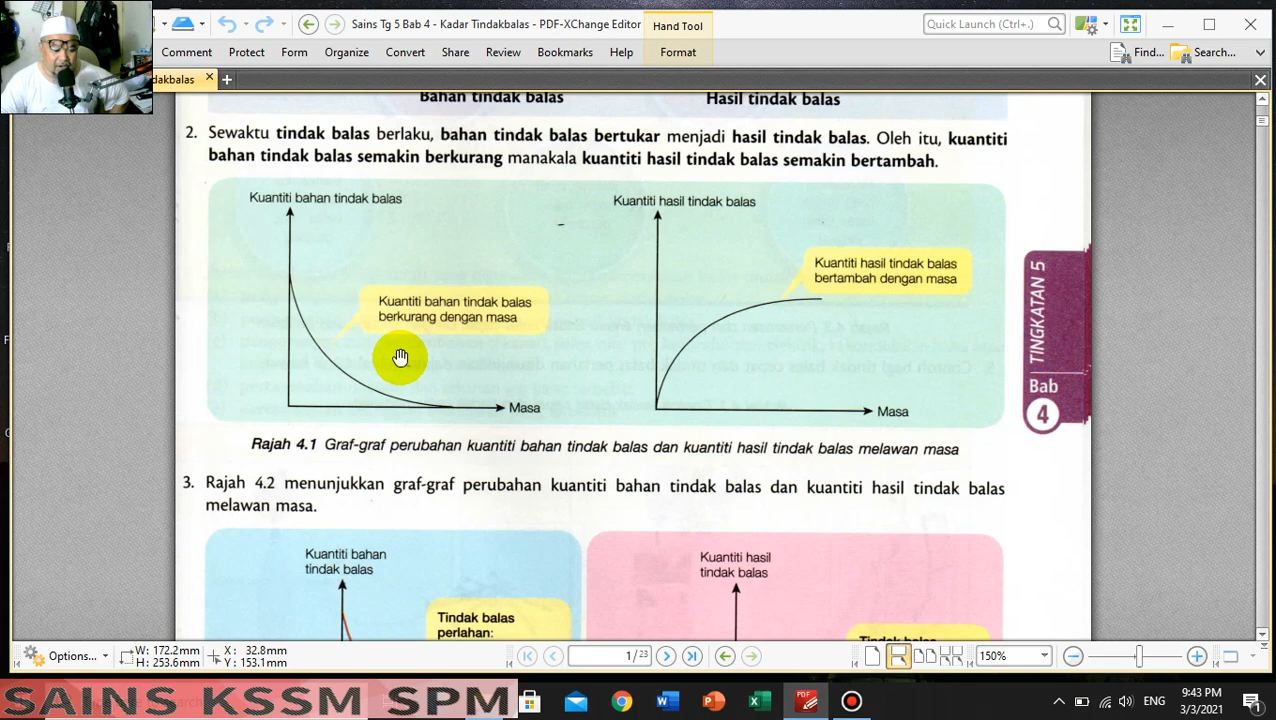 Sains Tg 5 Bab 4 - Kadar Tindakbalas - PDF-XChange Editor
Hand Tool
Quick Launch (Ctrl+.)
Comment Protect Form Organize Convert Share Review Bookmarks Help Format Find... Search...
dakbalas
Bahan tindak balas Hasil tindak balas
2. Sewaktu tindak balas berlaku, bahan tindak balas bertukar menjadi hasil tindak balas. Oleh itu, kuantiti
bahan tindak balas semakin berkurang manakala kuantiti hasil tindak balas semakin bertambah.
Kuantiti bahan tindak balas
Kuantiti bahan tindak balas
berkurang dengan masa
Masa
Kuantiti hasil tindak balas
Kuantiti hasil tindak balas
bertambah dengan masa
Masa
TINGKATAN 5
Bab
4
Rajah 4.1 Graf-graf perubahan kuantiti bahan tindak balas dan kuantiti hasil tindak balas melawan masa
3. Rajah 4.2 menunjukkan graf-graf perubahan kuantiti bahan tindak balas dan kuantiti hasil tindak balas
melawan masa.
Kuantiti bahan
tindak balas
Tindak balas
perlahan:
Kuantiti hasil
tindak balas
Options...
W: 172.2mm
H: 253.6mm
X: 32.8mm
Y: 153.1mm
1 / 23
150%
SAINS KSSM SPM
ENG
9:43 PM
3/3/2021